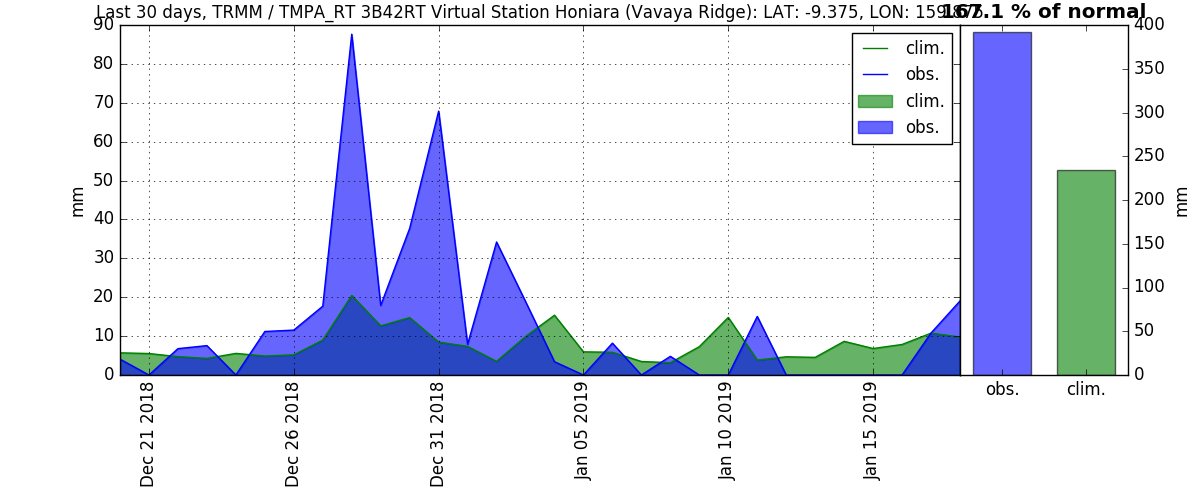 Last 30 days, TRMM / TMPA_RT 3B42RT Virtual Station Honiara (Vavaya Ridge): LAT: -9.375, LON:
167.1 % of normal
90
80
70
60
50
40
30
20
10
0
mm
clim.
obs.
clim.
obs.
Dec 21 2018
Dec 26 2018
Dec 31 2018
Jan 05 2019
Jan 10 2019
Jan 15 2019
400
350
300
250
200
150
100
50
0
mm
obs.
clim.